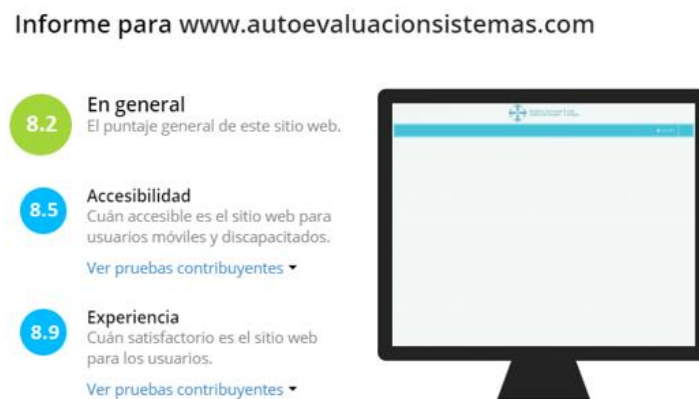 Informe para www.autoevaluacionsistemas.com
8.2
En general
El puntaje general de este sitio web.
8.5
Accesibilidad
Cuán accesible es el sitio web para
usuarios móviles y discapacitados.
Ver pruebas contribuyentes
8.9
Experiencia
Cuán satisfactorio es el sitio web
para los usuarios.
Ver pruebas contribuyentes